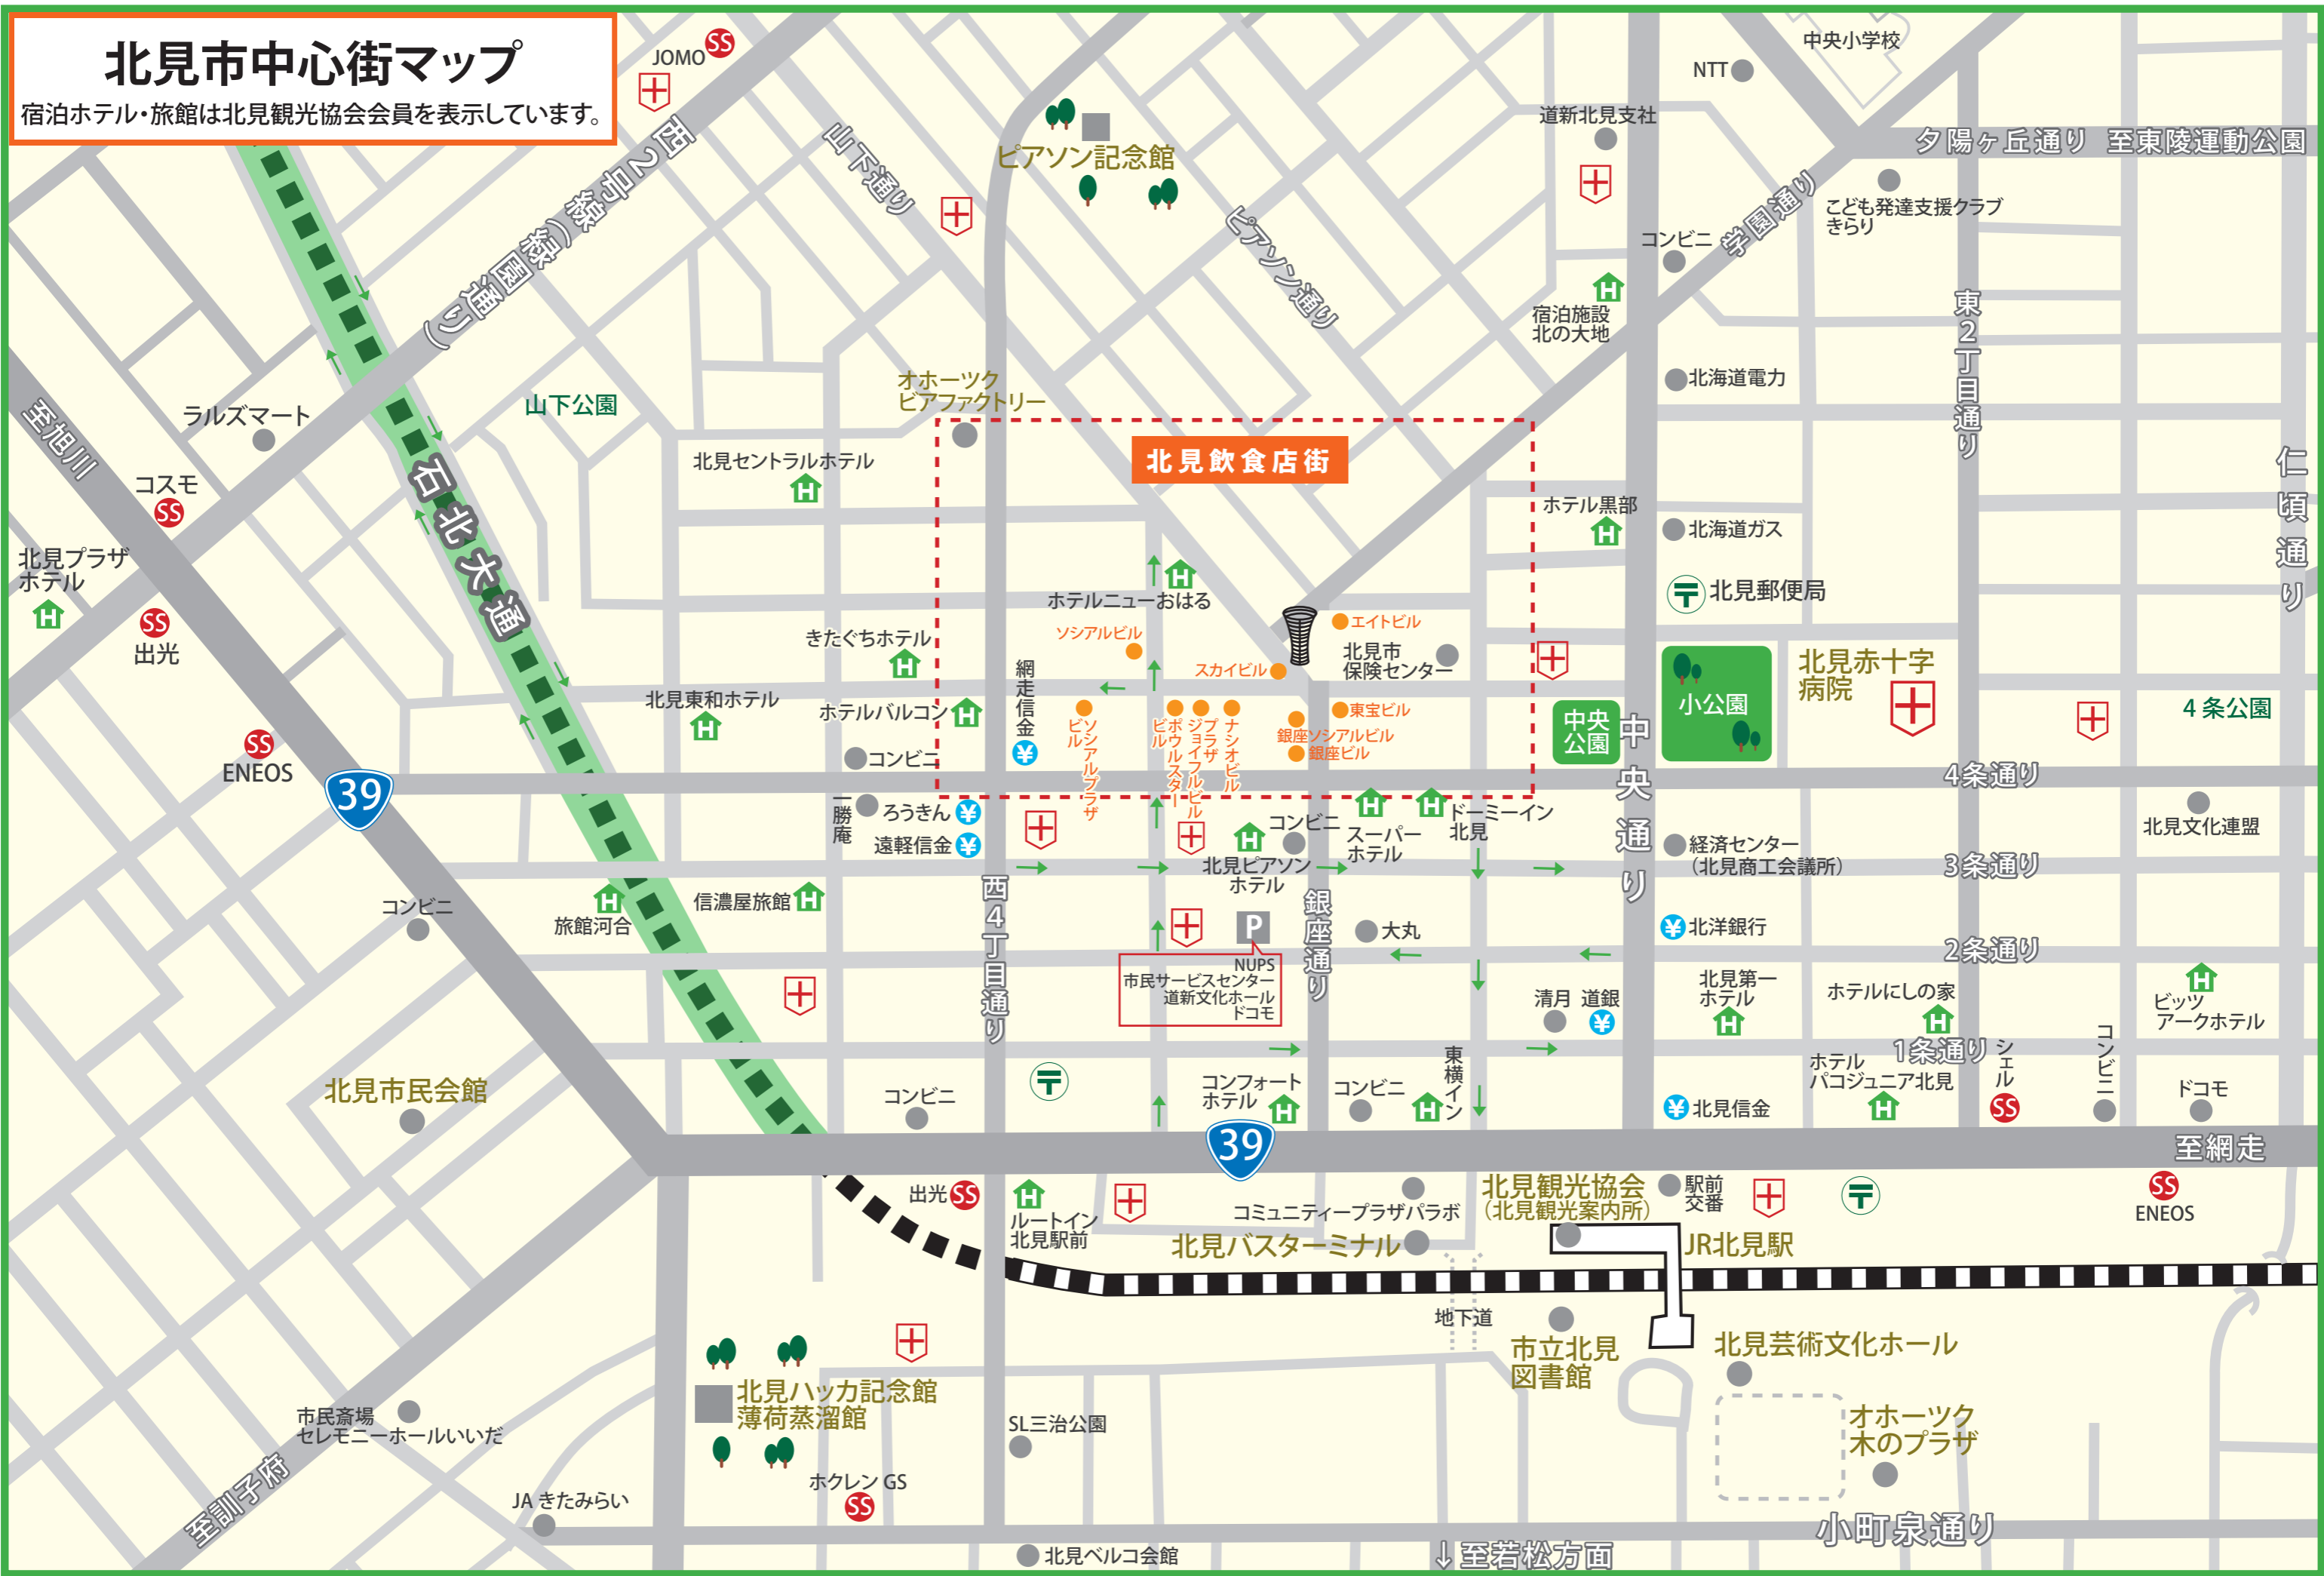 北見市中心街マップ
宿泊ホテル・旅館は北見観光協会会員を表示しています。
JOMO
SS
西2号線(緑園通り)
山下通り
ピアソン記念館
ピアソン通り
中央小学校
NTT
道新北見支社
夕陽ヶ丘通り 至東陵運動公園
こども発達支援クラブ
きらり
学園通り
コンビニ
H
宿泊施設
北の大地
東2丁目通り
北海道電力
仁頃通り
至旭川
ラルズマート
山下公園
オホーツク
ビアファクトリー
北見飲食店街
コスモ
SS
石北大通
北見セントラルホテル
H
ホテル黒部
H
北海道ガス
北見プラザ
ホテル
H
SS
出光
H
ホテルニューおはる
北見郵便局
きたぐちホテル
H
ソシアルビル
スカイビル
エイトビル
北見市
保険センター
小公園
北見赤十字
病院
4条公園
北見東和ホテル
H
ホテルバルコン
H
網走信金
¥
ソシアルプラザ
ビル
ボウルスター
ビル
ジョイフルビル
プラザ
ナシオビル
東宝ビル
銀座ソシアルビル
銀座ビル
中央
公園
中央通り
SS
ENEOS
39
コンビニ
4条通り
一勝庵
ろうきん
¥
遠軽信金
¥
H
コンビニ
H
スーパー
ホテル
H
ドーミーイン
北見
経済センター
(北見商工会議所)
北見文化連盟
北見ピアソン
ホテル
3条通り
コンビニ
H
旅館河合
信濃屋旅館
H
西4丁目通り
P
銀座通り
大丸
¥
北洋銀行
2条通り
NUPS
市民サービスセンター
道新文化ホール
ドコモ
清月
道銀
¥
北見第一
ホテル
H
ホテルにしの家
H
H
ビッツ
アークホテル
1条通り
北見市民会館
コンビニ
コンフォート
ホテル
H
コンビニ
東横イン
H
¥
北見信金
ホテル
パコジュニア北見
H
シェル
SS
コンビニ
ドコモ
39
至網走
出光
SS
H
ルートイン
北見駅前
コミュニティープラザパラボ
北見バスターミナル
北見観光協会
(北見観光案内所)
駅前
交番
JR北見駅
SS
ENEOS
地下道
市立北見
図書館
北見芸術文化ホール
北見ハッカ記念館
薄荷蒸溜館
SL三治公園
オホーツク
木のプラザ
市民斎場
セレモニーホールいいだ
至訓子府
JA きたみらい
ホクレン GS
SS
小町泉通り
北見ベルコ会館
↓至若松方面